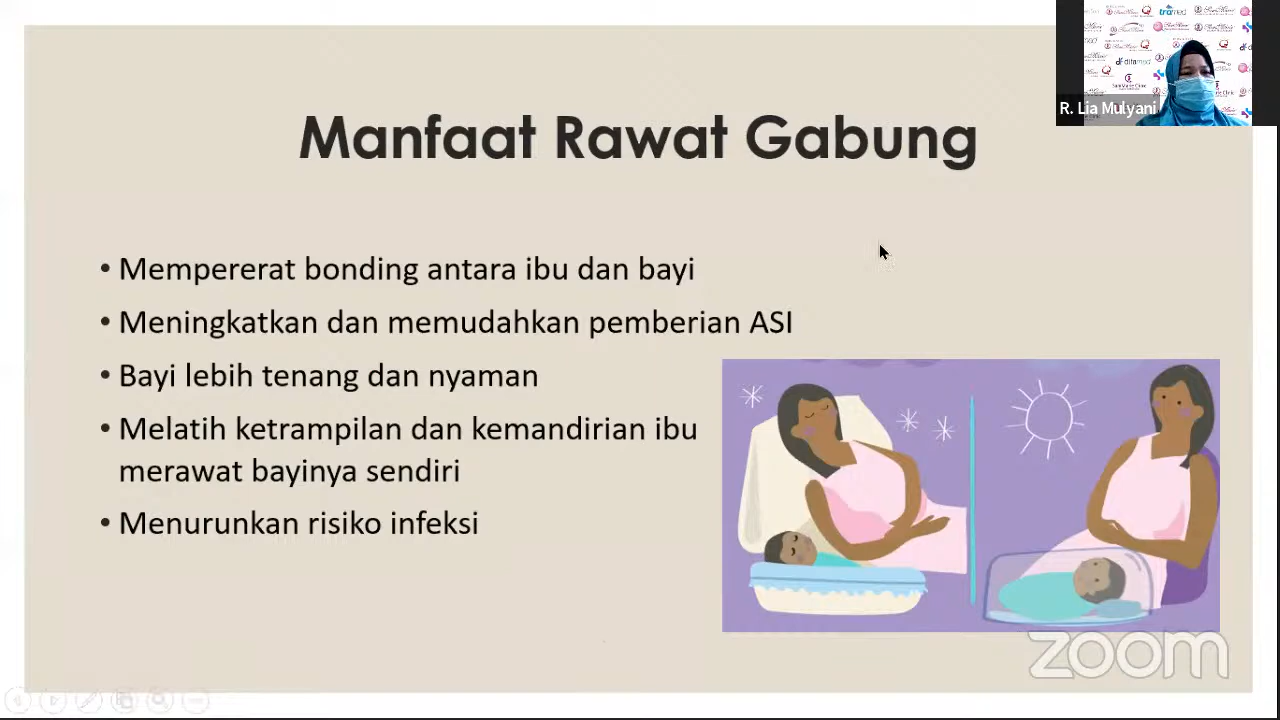 tramed
R. Lia Mulyani
Manfaat Rawat Gabung
• Mempererat bonding antara ibu dan bayi
• Meningkatkan dan memudahkan pemberian ASI
• Bayi lebih tenang dan nyaman
• Melatih ketrampilan dan kemandirian ibu
merawat bayinya sendiri
• Menurunkan risiko infeksi
zoom